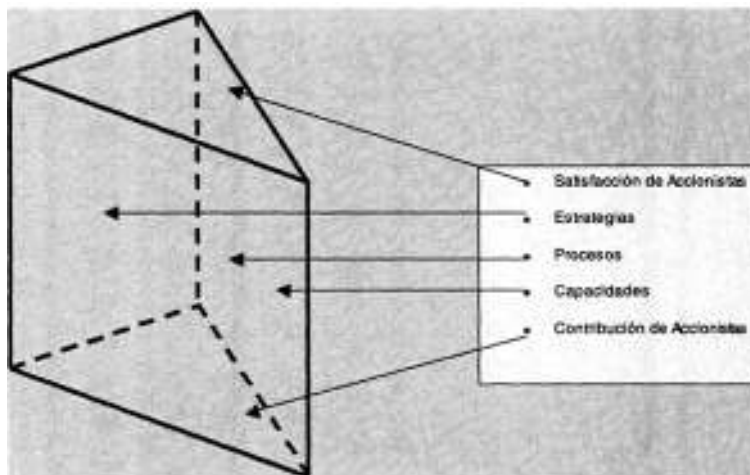 Satisfacción de Accionistas
Estrategias
Procesos
Capacidades
Contribución de Accionistas